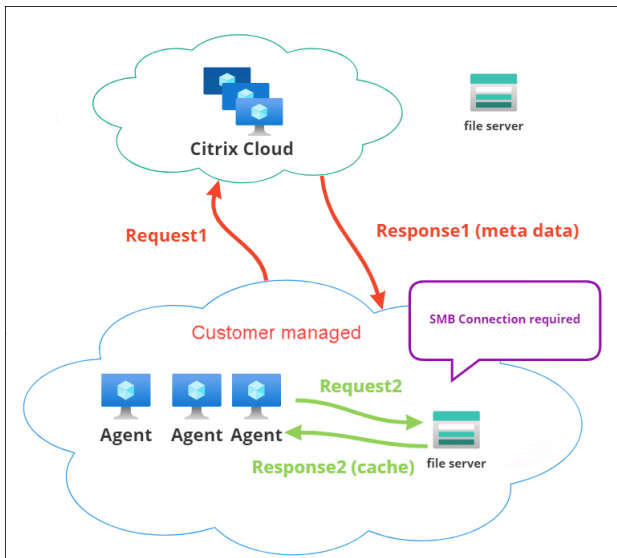 Citrix Cloud
file server
Request1
Response1 (meta data)
SMB Connection required
Customer managed
Request2
Agent Agent Agent
file server
Response2 (cache)